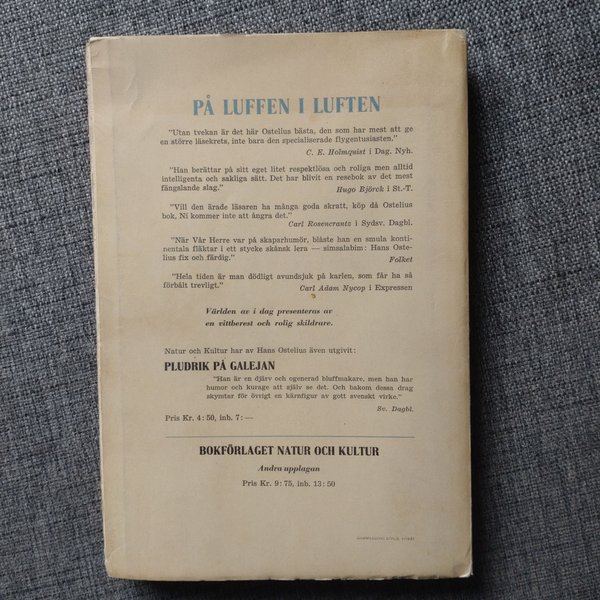 PÅ LUFFEN I LUFTEN
"Utan tvekan är det här Ostelius bästa, den som har mest att ge
en större läsekrets, inte bara den specialiserade flygentusiasten."
C. E. Holmquist i Dag. Nyh.
"Han berättar på sitt eget litet respektlösa och roliga men alltid
intelligenta och sakliga sätt. Det har blivit en resebok av det mest
fängslande slag."
Hugo Björck i St.-T.
"Vill den ärade läsaren ha många goda skratt, köp då Ostelius
bok, Ni kommer inte att ångra det."
Carl Rosencrantz i Sydsv. Dagbl.
"När Vår Herre var på skaparhumör, blåste han en smula konti-
nentala fläktar i ett stycke skånsk lera — simsalabim: Hans Oste-
lius fix och färdig."
Folket
"Hela tiden är man dödligt avundsjuk på karlen, som får ha så
förbålt trevligt."
Carl Adam Nycop i Expressen
Världen av i dag presenteras av
en vittberest och rolig skildrare.
Natur och Kultur har av Hans Ostelius även utgivit:
PLUDRIK PÅ GALEJAN
"Han är en djärv och ogenerad bluffmakare, men han har
humor och kurage att själv se det. Och bakom dessa drag
skymtar för övrigt en kärnfigur av gott svenskt virke."
Sv. Dagbl.
Pris Kr. 4:50, inb. 7:—
BOKFÖRLAGET NATUR OCH KULTUR
Andra upplagan
Pris Kr. 9:75, inb. 13:50